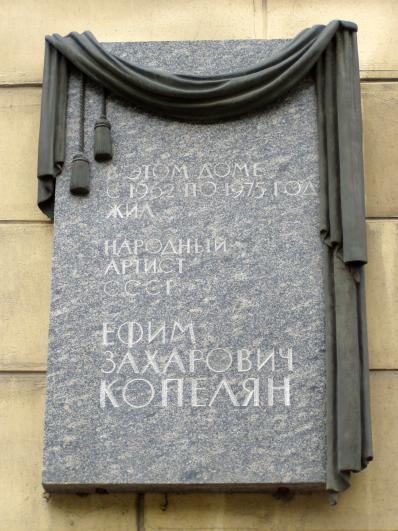 В ЭТОМ ДОМЕ
С 1962 ПО 1975 ГОД
ЖИЛ
НАРОДНЫЙ
АРТИСТ
СССР
ЕФИМ
ЗАХАРОВИЧ
КОПЕЛЯН